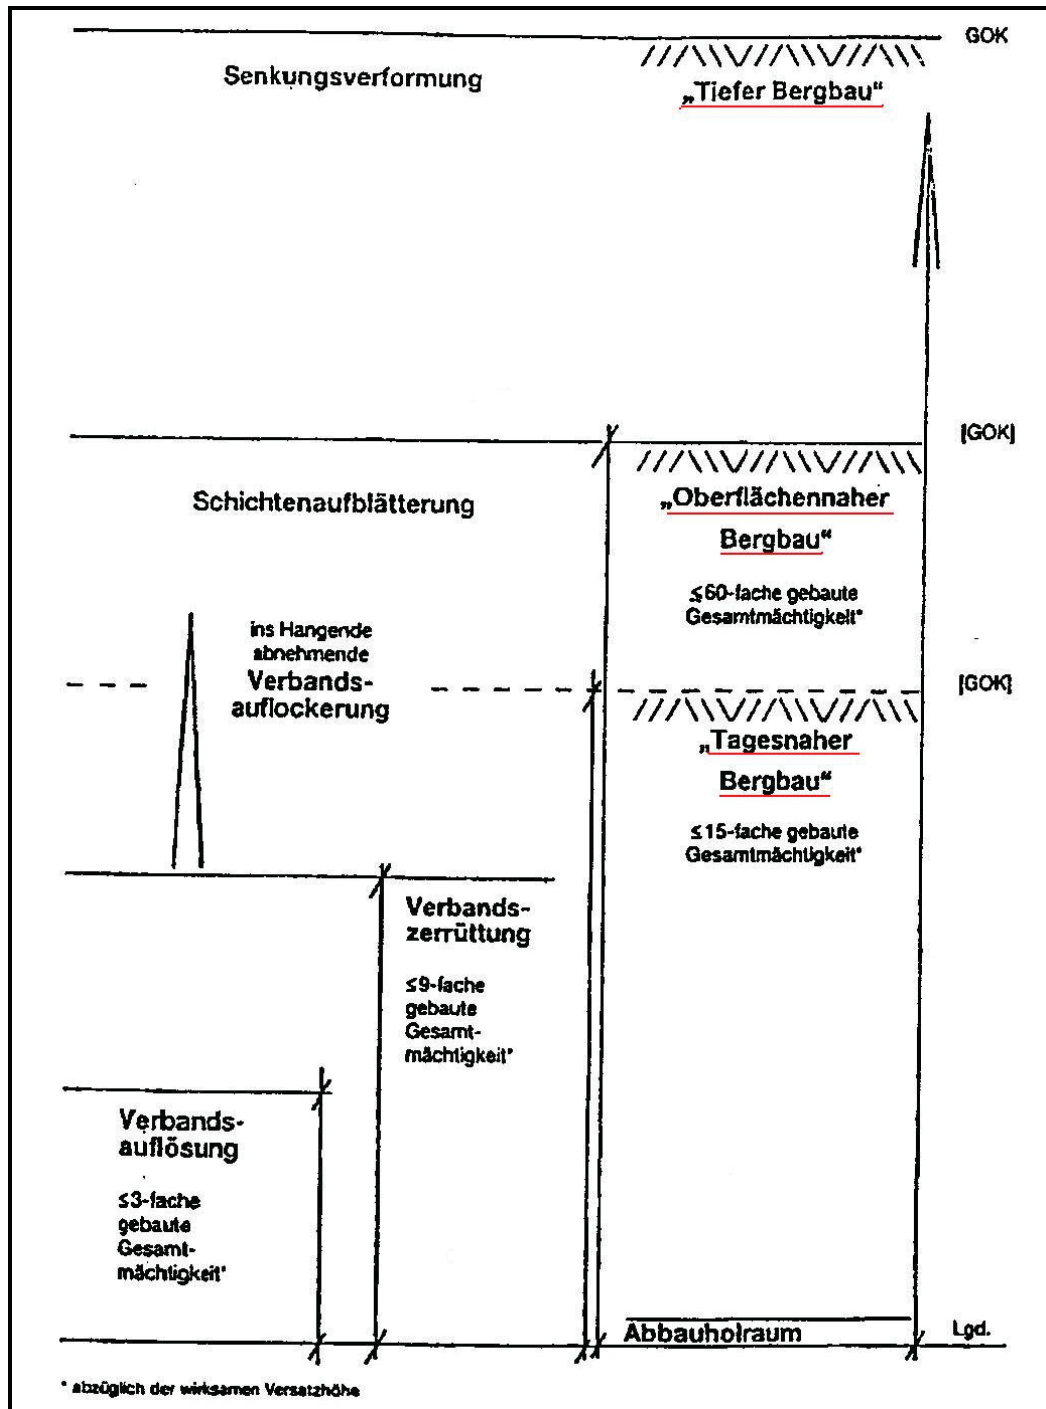 GOK
Senkungsverformung
„Tiefer Bergbau“
[GOK]
Schichtenaufblätterung
„Oberflächennaher
Bergbau“
≤60-fache gebaute
Gesamtmächtigkeit*
ins Hangende
abnehmende
Verbands-
auflockerung
[GOK]
„Tagesnaher
Bergbau“
≤15-fache gebaute
Gesamtmächtigkeit*
Verbands-
zerrüttung
≤9-fache
gebaute
Gesamt-
mächtigkeit*
Verbands-
auflösung
≤3-fache
gebaute
Gesamt-
mächtigkeit*
Abbauholraum
Lgd.
* abzüglich der wirksamen Versatzhöhe